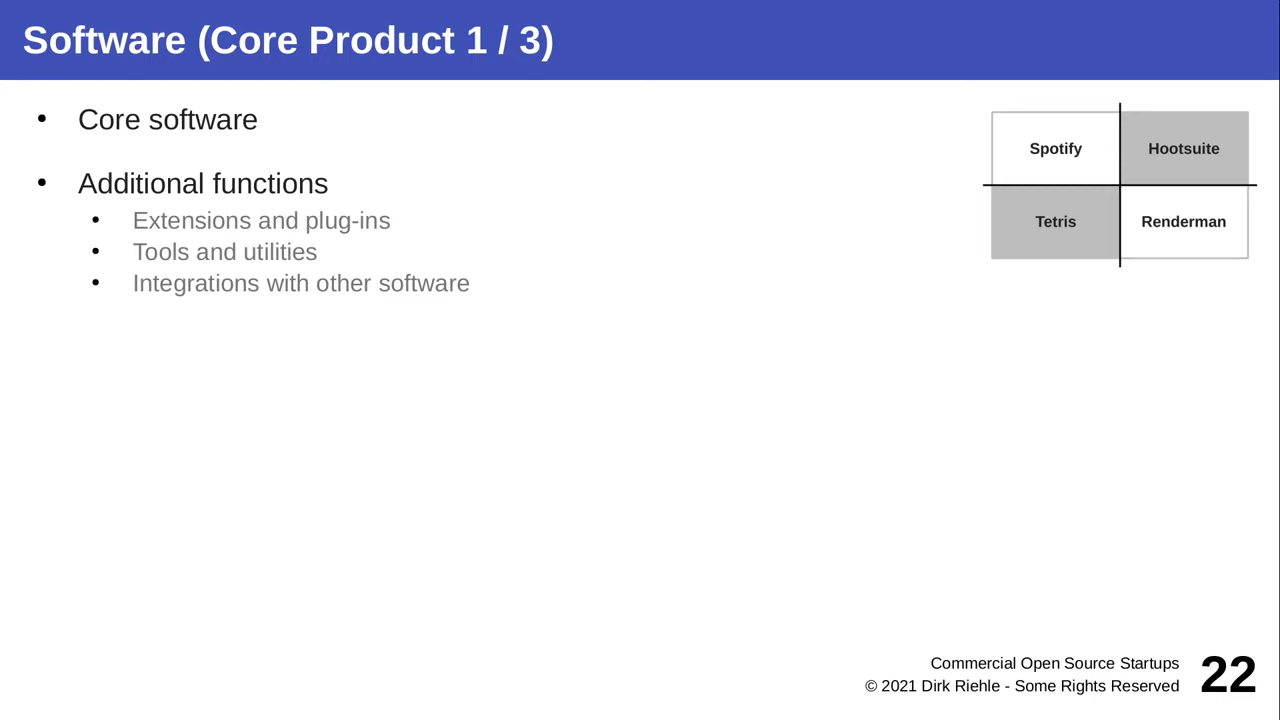 Software (Core Product 1 / 3)
• Core software
• Additional functions
• Extensions and plug-ins
• Tools and utilities
• Integrations with other software
Spotify
Hootsuite
Tetris
Renderman
Commercial Open Source Startups
© 2021 Dirk Riehle - Some Rights Reserved
22